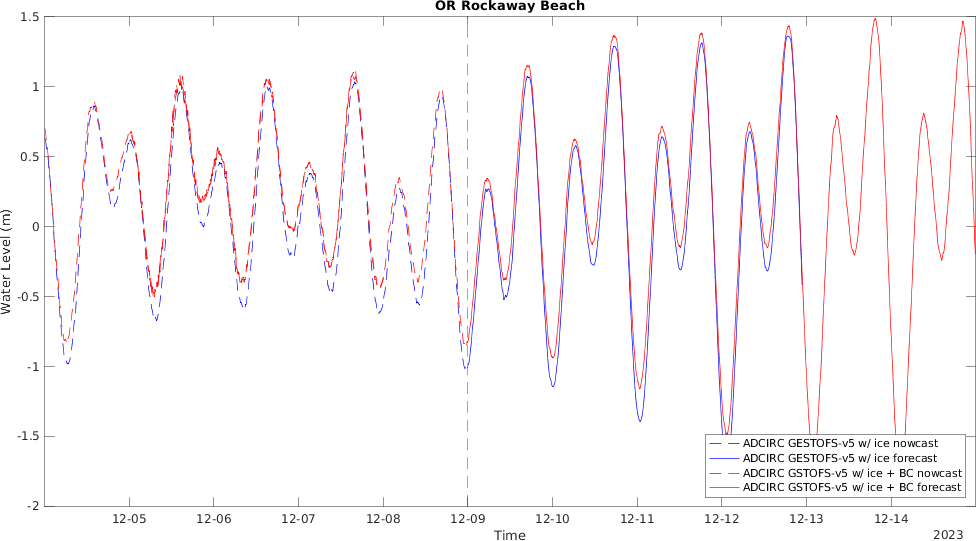 OR Rockaway Beach
1.5
1
0.5
0
-0.5
-1
-1.5
-2
Water Level (m)
12-05 12-06 12-07 12-08 12-09 12-10 12-11 12-12 12-13 12-14
Time
2023
ADCIRC GESTOFS-v5 w/ ice nowcast
ADCIRC GESTOFS-v5 w/ ice forecast
ADCIRC GSTOFS-v5 w/ ice + BC nowcast
ADCIRC GSTOFS-v5 w/ ice + BC forecast